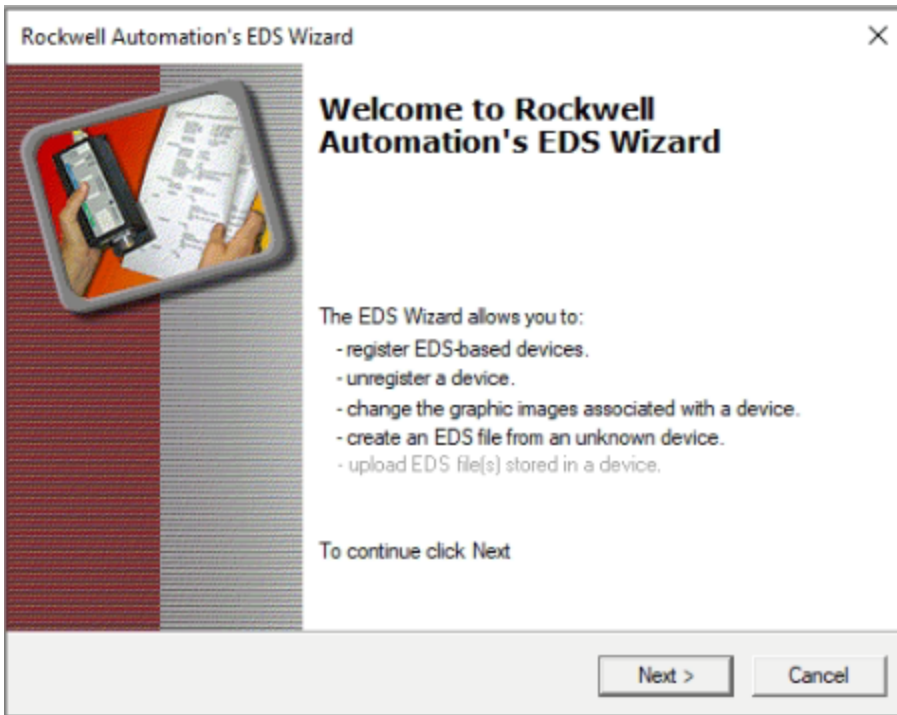 Rockwell Automation's EDS Wizard
Welcome to Rockwell
Automation's EDS Wizard
The EDS Wizard allows you to:
- register EDS-based devices.
- unregister a device.
- change the graphic images associated with a device.
- create an EDS file from an unknown device.
- upload EDS file(s) stored in a device.
To continue click Next
Next >
Cancel